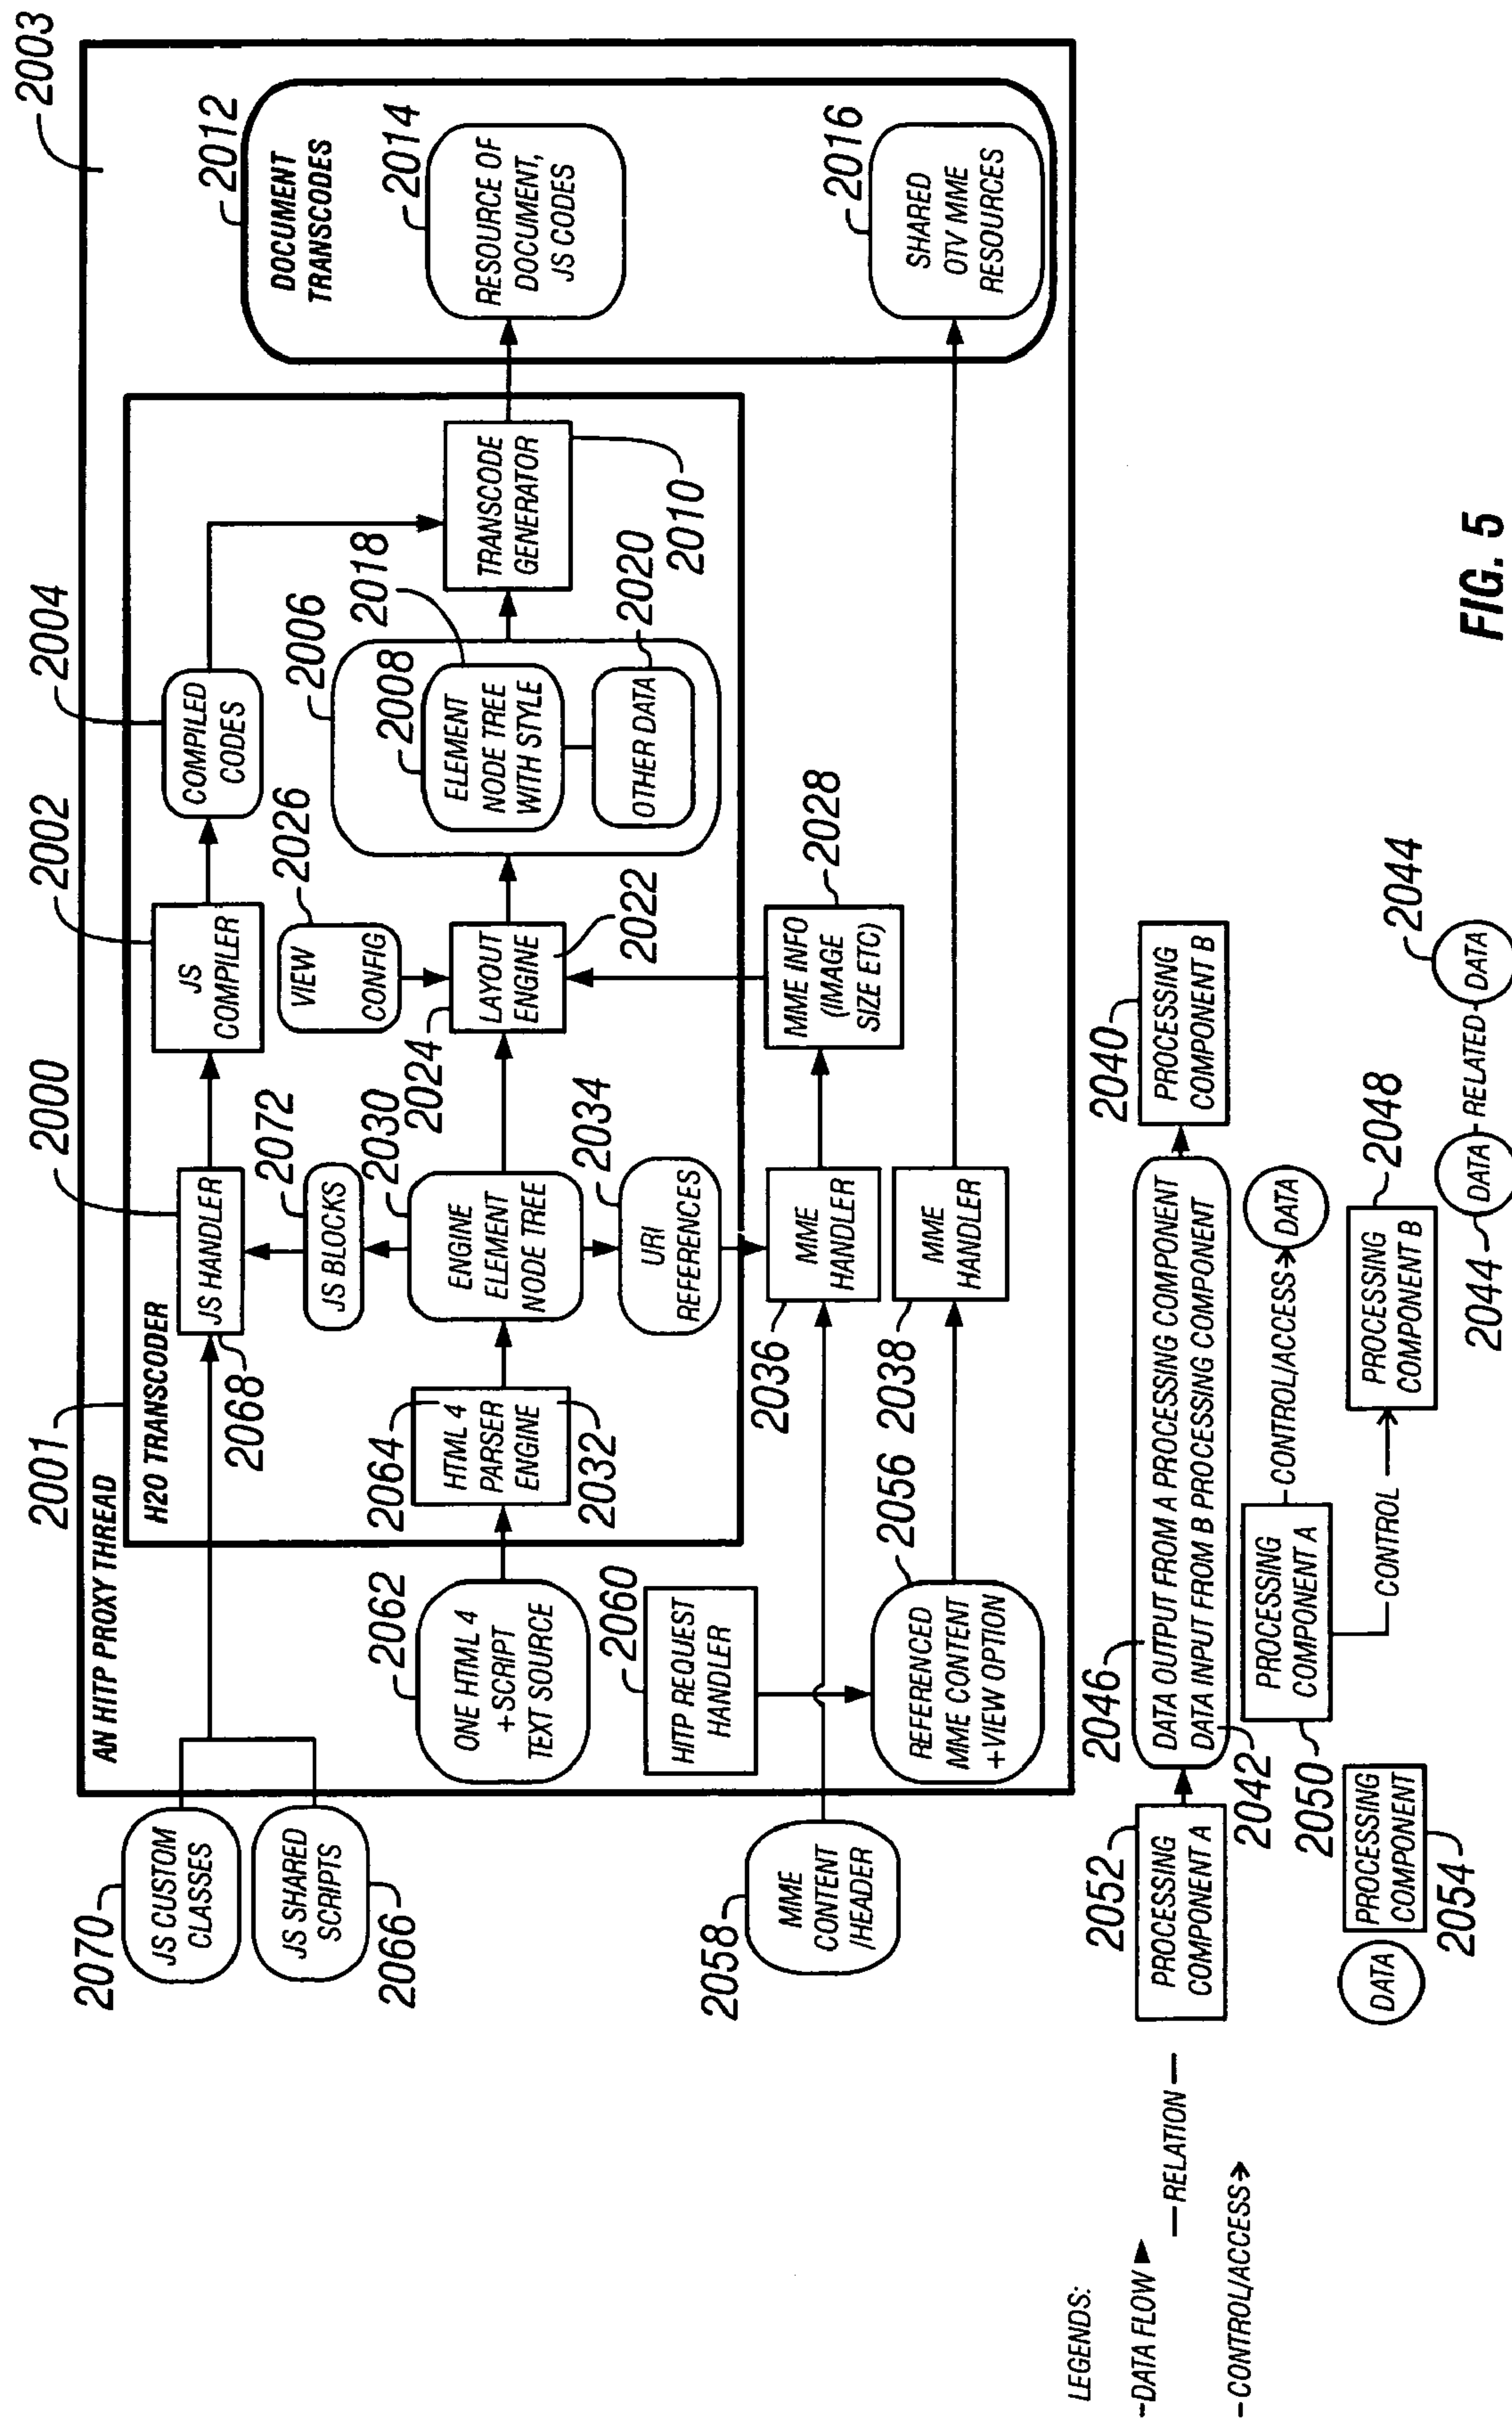 2003
2001
AN HITP PROXY THREAD
H20 TRANSCODER
2000
2002
2004
2012
2070
JS CUSTOM
CLASSES
JS SHARED
SCRIPTS
2066
JS HANDLER
2068
JS
COMPILER
COMPILED
CODES
DOCUMENT
TRANSCODES
2072
JS BLOCKS
2026
VIEW
CONFIG
2006
2018
2014
2062
ONE HTML 4
+SCRIPT
TEXT SOURCE
2064
HTML 4
PARSER
ENGINE
2032
2030
ENGINE
ELEMENT
NODE TREE
2024
LAYOUT
ENGINE
2022
2008
ELEMENT
NODE TREE
WITH STYLE
OTHER DATA
2020
TRANSCODE
GENERATOR
2010
RESOURCE OF
DOCUMENT,
JS CODES
2034
URI
REFERENCES
2060
HITP REQUEST
HANDLER
2058
MME
CONTENT
/HEADER
2036
MME
HANDLER
MME INFO
(IMAGE
SIZE ETC)
2028
2056
REFERENCED
MME CONTENT
+VIEW OPTION
2038
MME
HANDLER
2016
SHARED
OTV MME
RESOURCES
LEGENDS:
DATA FLOW
RELATION
CONTROL/ACCESS
2052
PROCESSING
COMPONENT A
2046
DATA OUTPUT FROM A PROCESSING COMPONENT
DATA INPUT FROM B PROCESSING COMPONENT
2042
2040
PROCESSING
COMPONENT B
2050
PROCESSING
COMPONENT A
CONTROL/ACCESS
DATA
CONTROL
PROCESSING
COMPONENT B
2048
DATA
PROCESSING
COMPONENT
2054
2044
DATA
RELATED
DATA
2044
FIG. 5